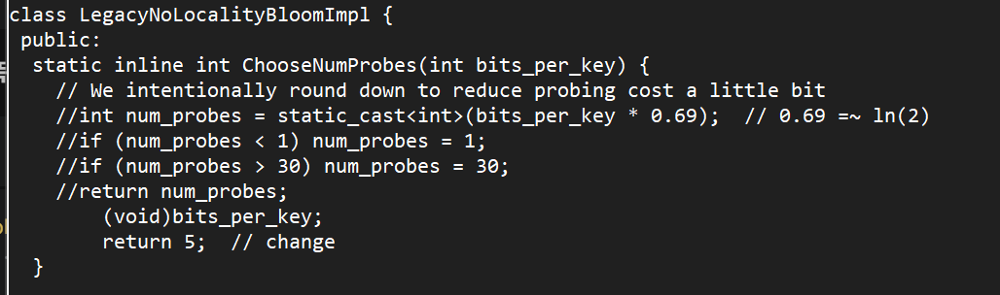 class LegacyNoLocalityBloomImpl {
 public:
  static inline int ChooseNumProbes(int bits_per_key) {
    // We intentionally round down to reduce probing cost a little bit
    //int num_probes = static_cast<int>(bits_per_key * 0.69);  // 0.69 =~ ln(2)
    //if (num_probes < 1) num_probes = 1;
    //if (num_probes > 30) num_probes = 30;
    //return num_probes;
        (void)bits_per_key;
        return 5;  // change
  }